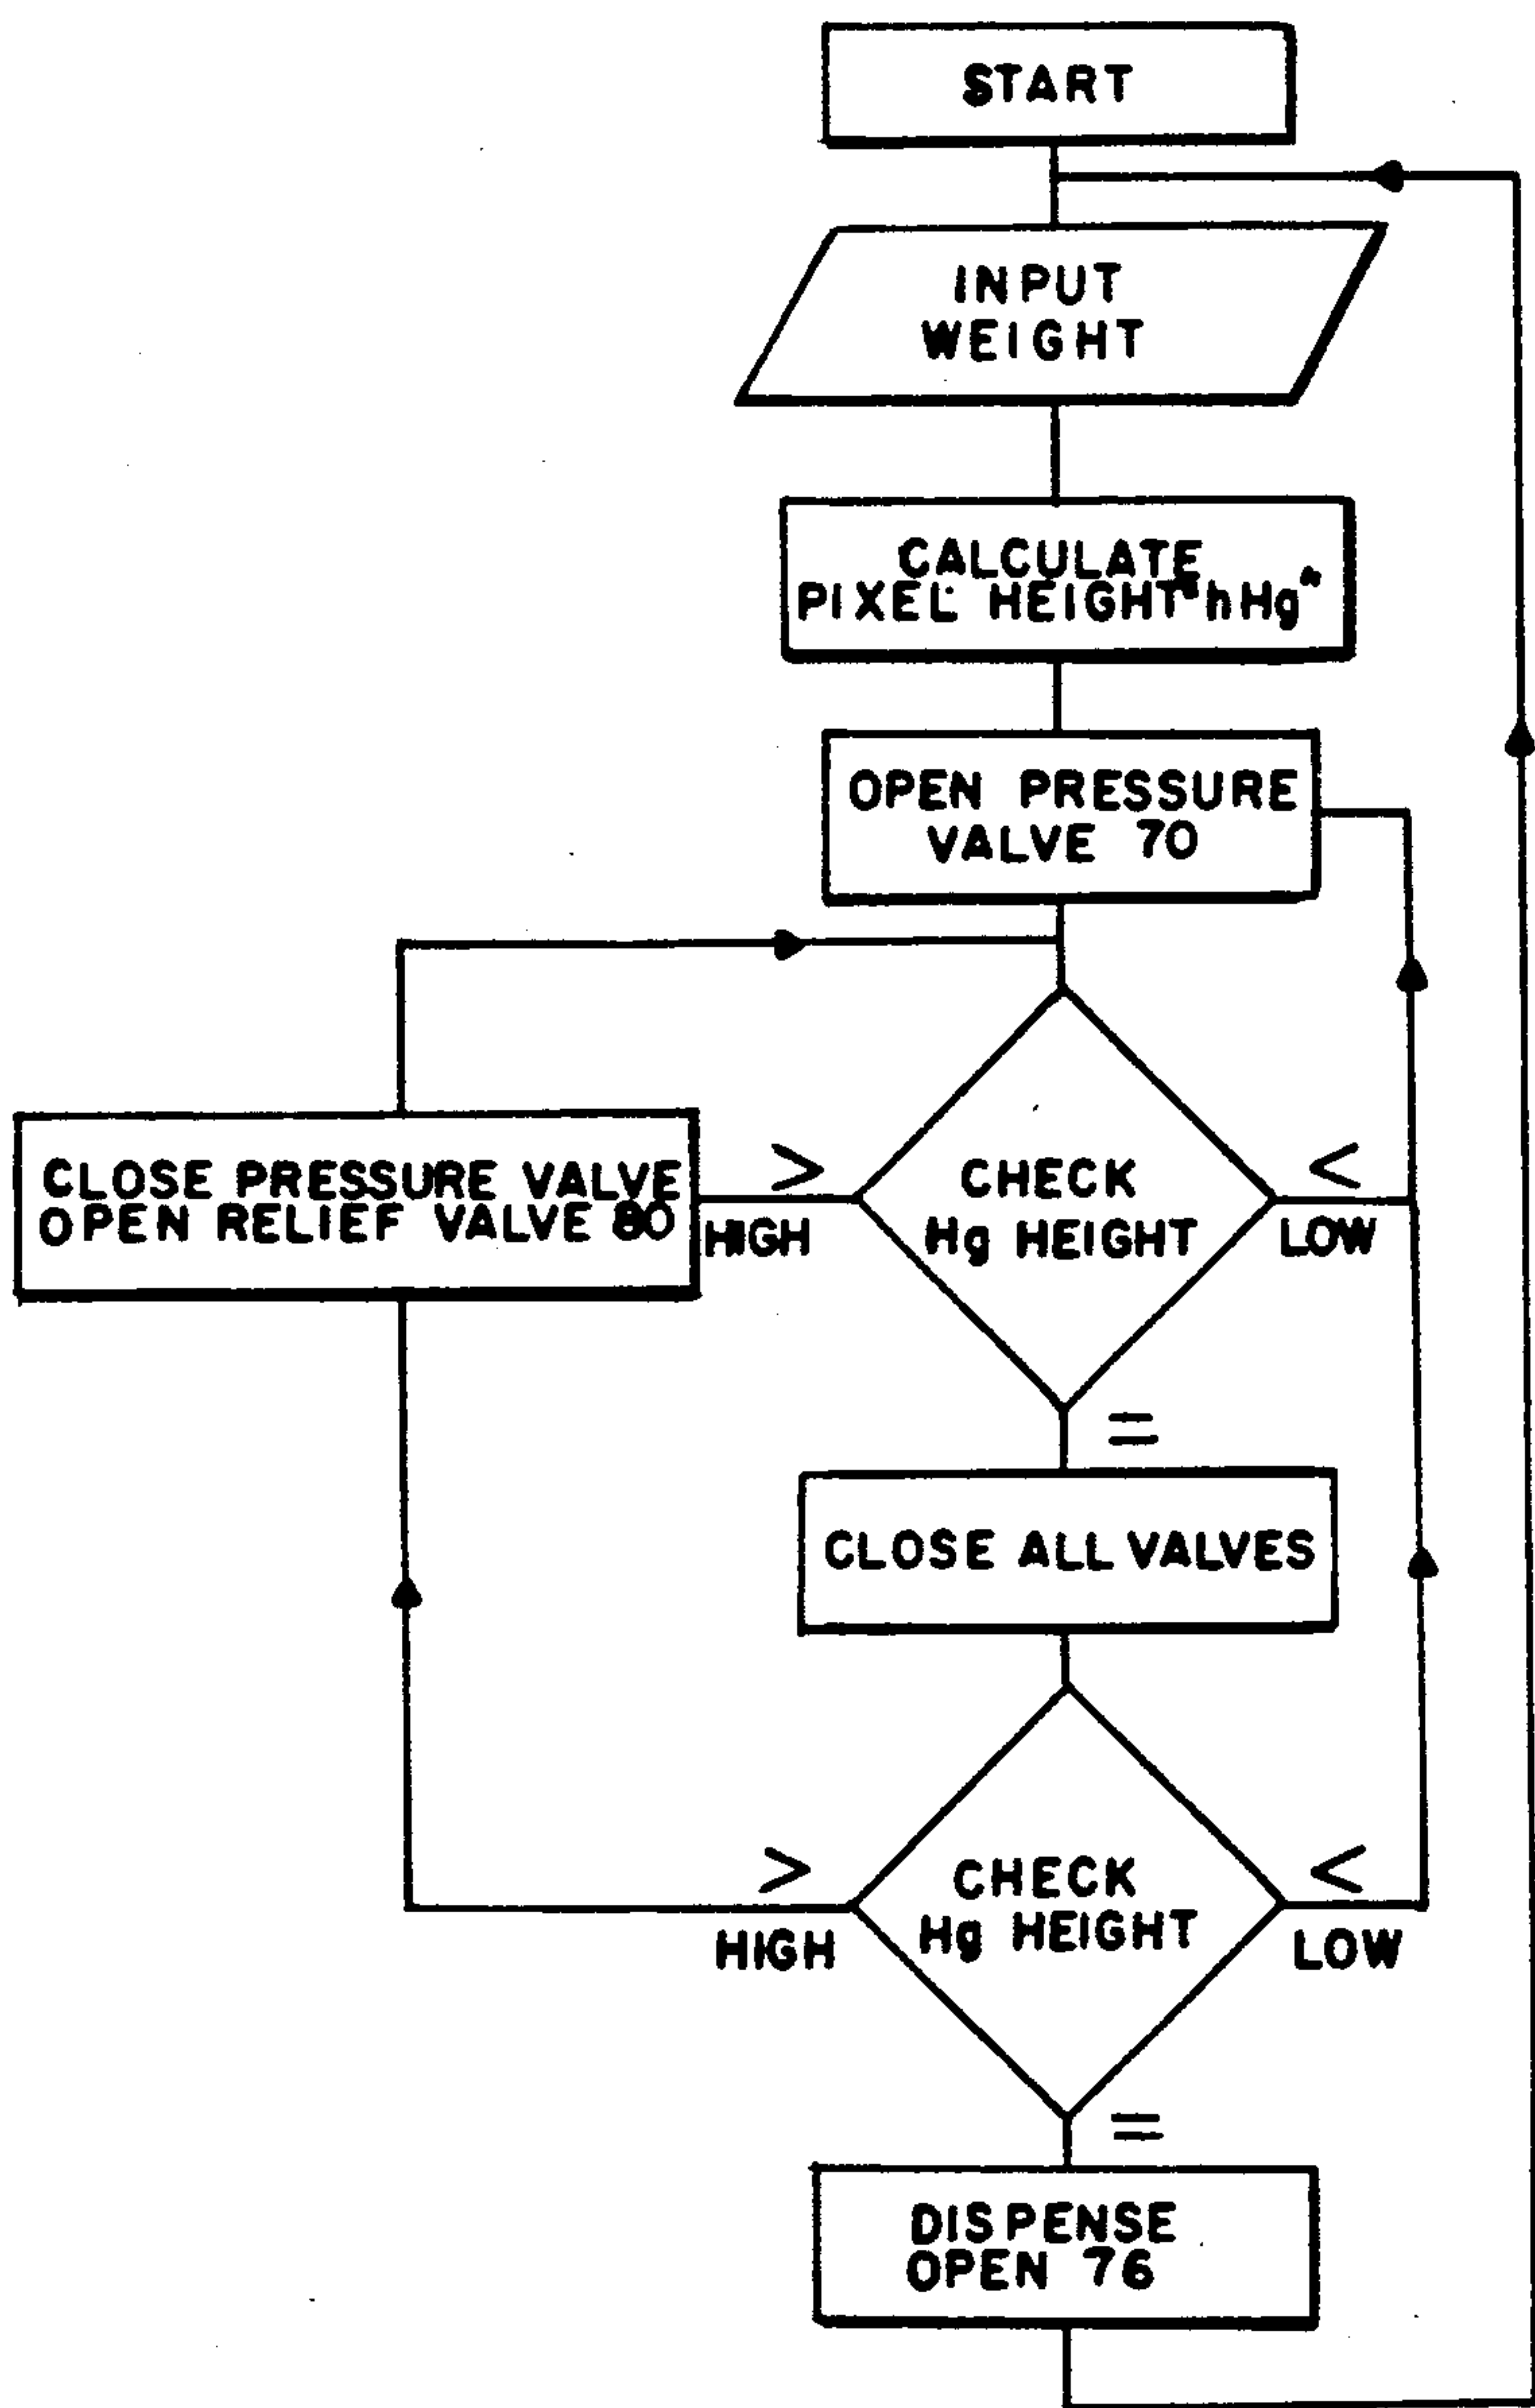 START
INPUT
WEIGHT
CALCULATE
PIXEL HEIGHT "hHg"
OPEN PRESSURE
VALVE 70
CLOSE PRESSURE VALVE
OPEN RELIEF VALVE 80
>
HIGH
CHECK
Hg HEIGHT
<
LOW
=
CLOSE ALL VALVES
>
HIGH
CHECK
Hg HEIGHT
<
LOW
=
DISPENSE
OPEN 76